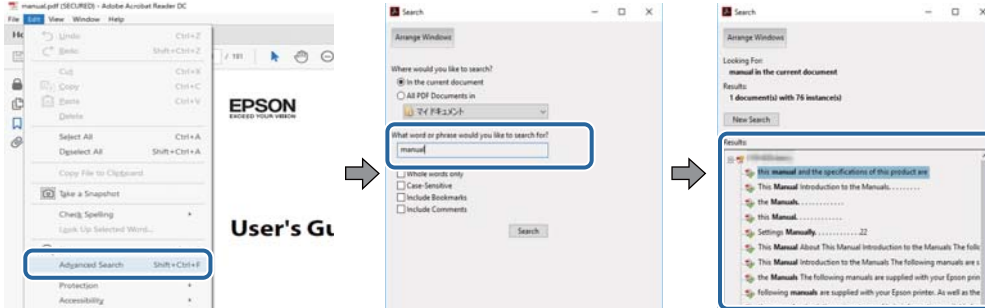 manual.pdf (SECURED) - Adobe Acrobat Reader DC
File Edit View Window Help
Undo Ctrl+Z
Redo Shift+Ctrl+Z
Cut Ctrl+X
Copy Ctrl+C
Paste Ctrl+V
Delete
Select All Ctrl+A
Deselect All Shift+Ctrl+A
Copy File to Clipboard
Take a Snapshot
Check Spelling
Look Up Selected Word...
Advanced Search Shift+Ctrl+F
Protection
Accessibility
/ 181
EPSON
EXCEED YOUR VISION
User's Gu
Search
Arrange Windows
Where would you like to search?
In the current document
All PDF Documents in
マイ ドキュメント
What word or phrase would you like to search for?
manual
Whole words only
Case-Sensitive
Include Bookmarks
Include Comments
Search
Search
Arrange Windows
Looking For:
manual in the current document
Results:
1 document(s) with 76 instance(s)
New Search
Results:
this manual and the specifications of this product are
This Manual Introduction to the Manuals. . . . . . . . .
the Manuals. . . . . . . . . . . . .
this Manual. . . . . . . . . . . . .
Settings Manually. . . . . . . . . . . . .22
This Manual About This Manual Introduction to the Manuals The follo
This Manual Introduction to the Manuals The following manuals are s
the Manuals The following manuals are supplied with your Epson prin
following manuals are supplied with your Epson printer. As well as the